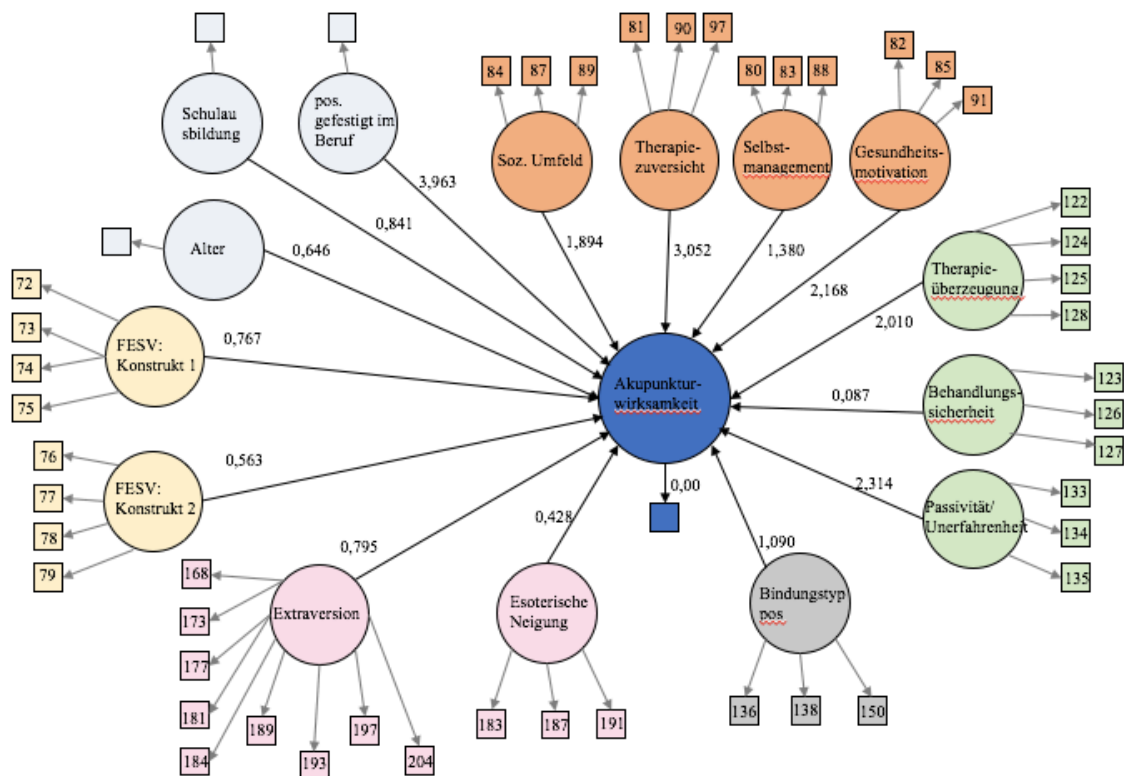 81
90
97
82
84
87
89
80
83
88
85
91
Schulau
sbildung
pos.
gefestigt im
Beruf
Soz. Umfeld
Therapie-
zuversicht
Selbst-
management
Gesundheits-
motivation
3,963
0,841
1,894
3,052
1,380
2,168
122
124
125
128
Alter
0,646
Therapie-
überzeugung
2,010
72
73
74
75
FESV:
Konstrukt 1
0,767
Akupunktur-
wirksamkeit
0,087
Behandlungs-
sicherheit
123
126
127
76
77
78
79
FESV:
Konstrukt 2
0,563
0,00
2,314
Passivität/
Unerfahrenheit
133
134
135
0,795
0,428
1,090
168
173
177
181
184
189
193
197
204
Extraversion
Esoterische
Neigung
183
187
191
Bindungstyp
pos
136
138
150